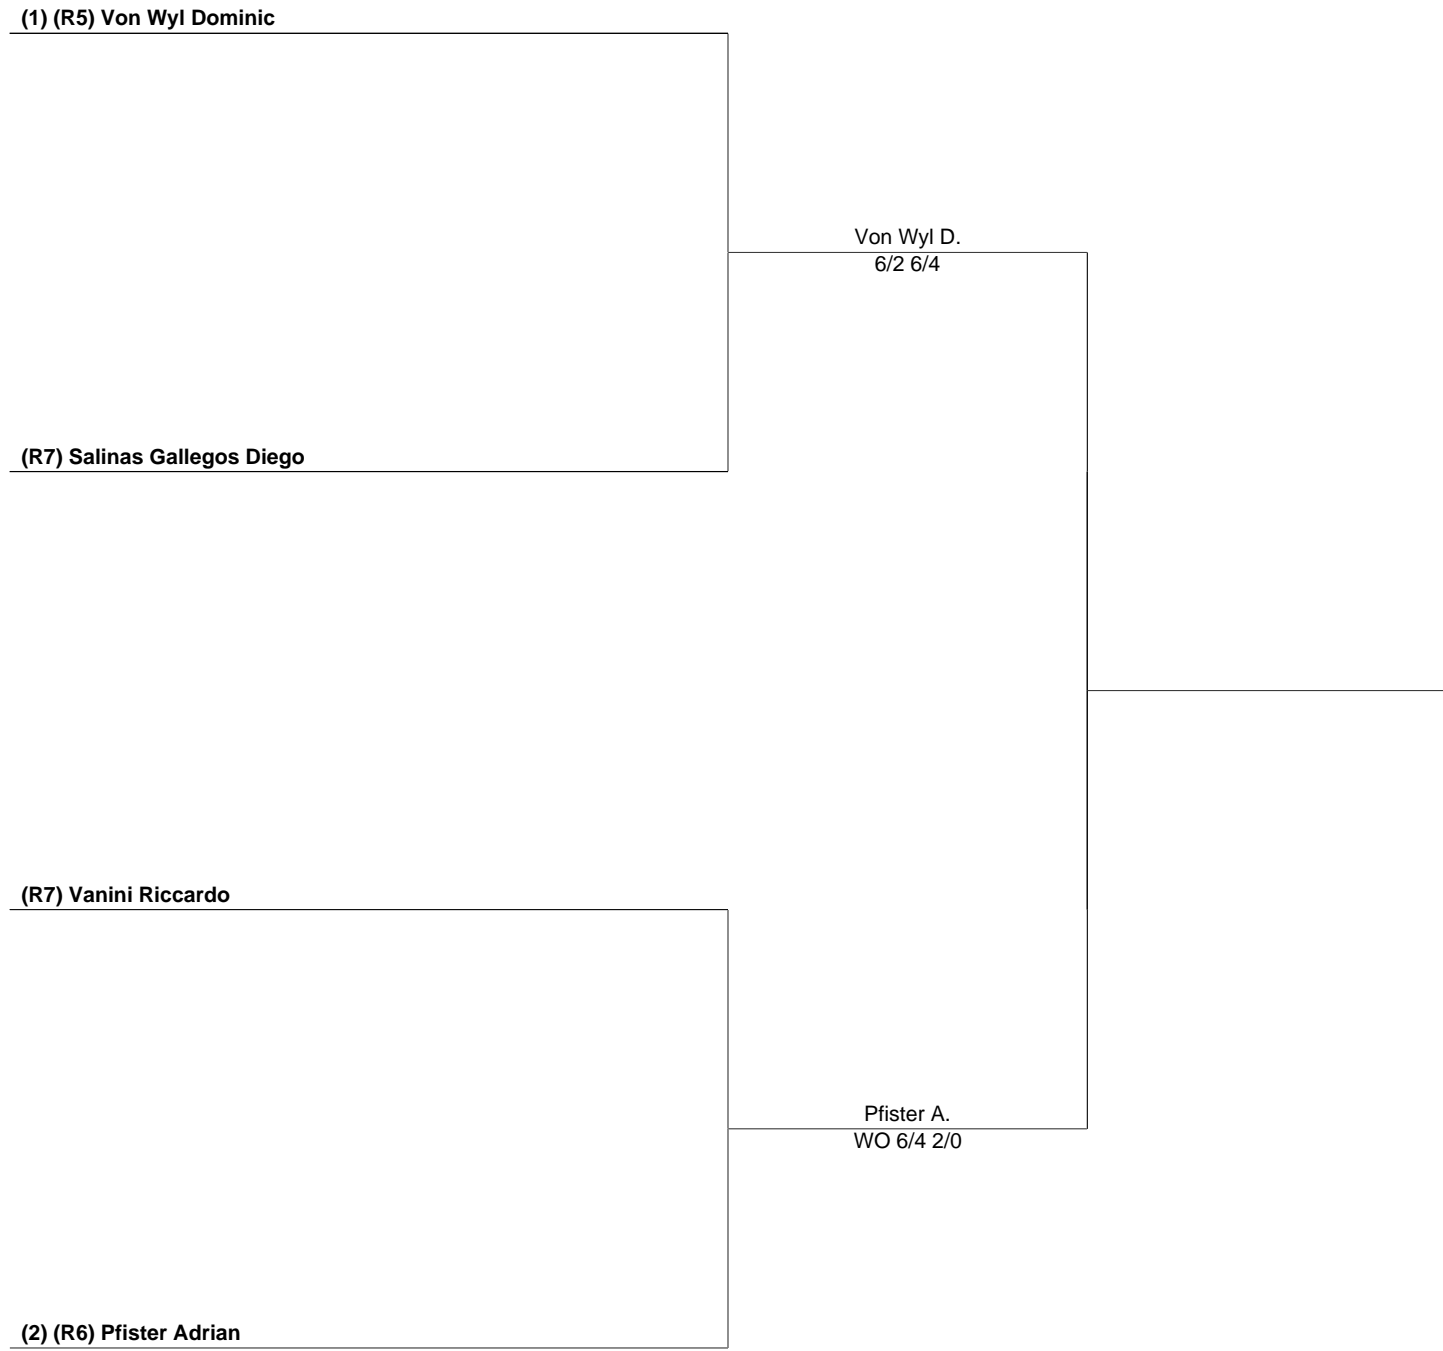 (1) (R5) Von Wyl Dominic
Von Wyl D.
6/2 6/4
(R7) Salinas Gallegos Diego
(R7) Vanini Riccardo
Pfister A.
WO 6/4 2/0
(2) (R6) Pfister Adrian